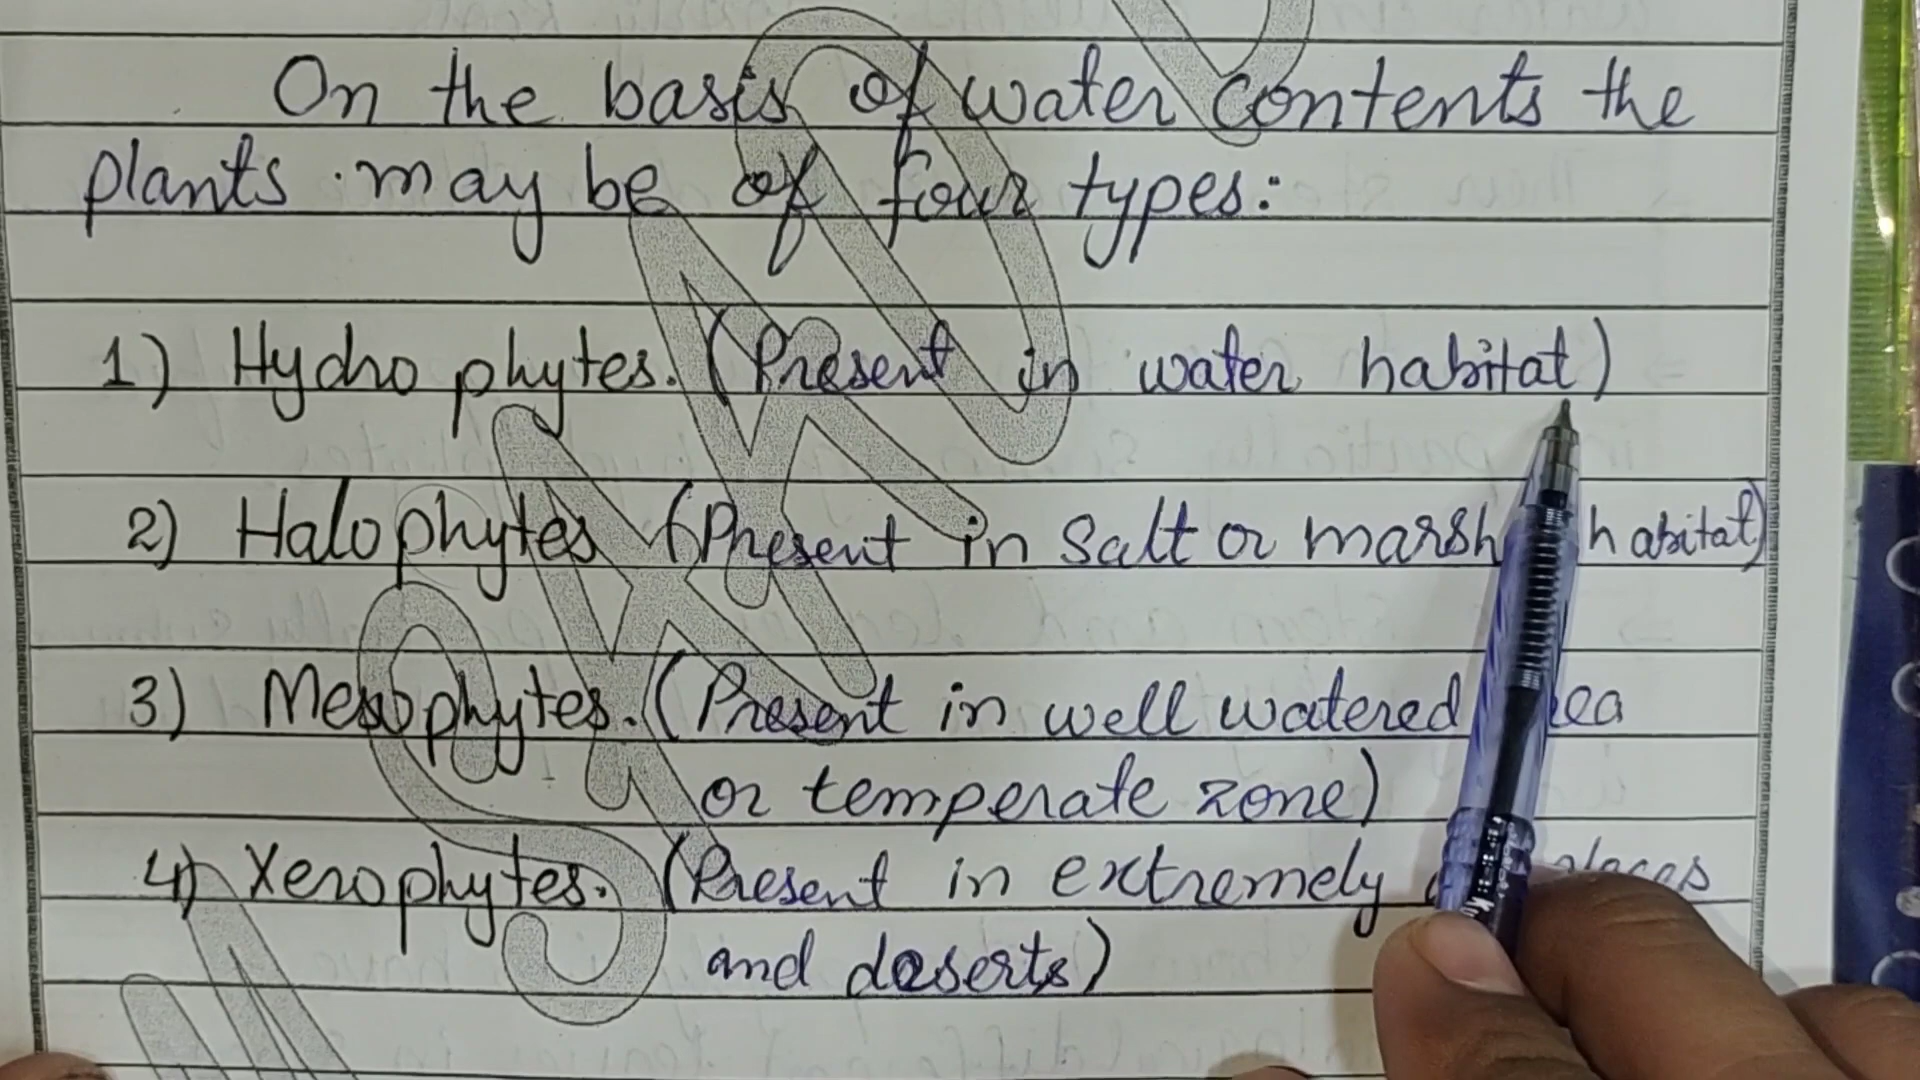 On the basis of water contents the
plants may be of four types:
1) Hydrophytes. (Present in water habitat)
2) Halophytes (Present in Salt or marsh habitat)
3) Mesophytes. (Present in well watered
or temperate zone)
4) Xerophytes. (Present in extremely places
and deserts)